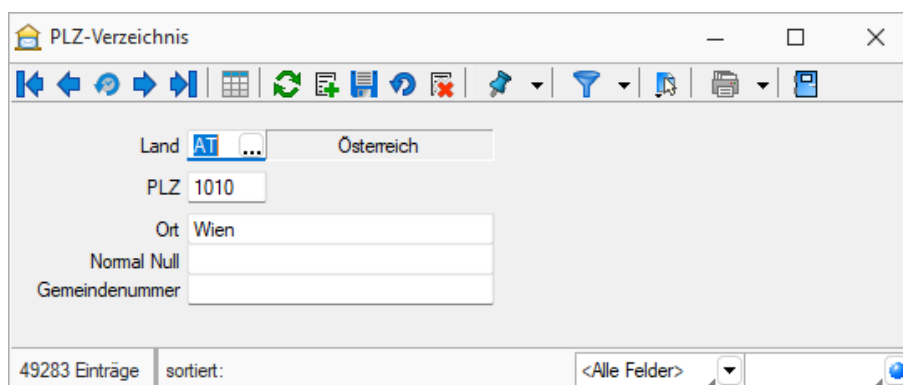 PLZ-Verzeichnis
Land AT ... Österreich
PLZ 1010
Ort Wien
Normal Null
Gemeindenummer
49283 Einträge sortiert: <Alle Felder>